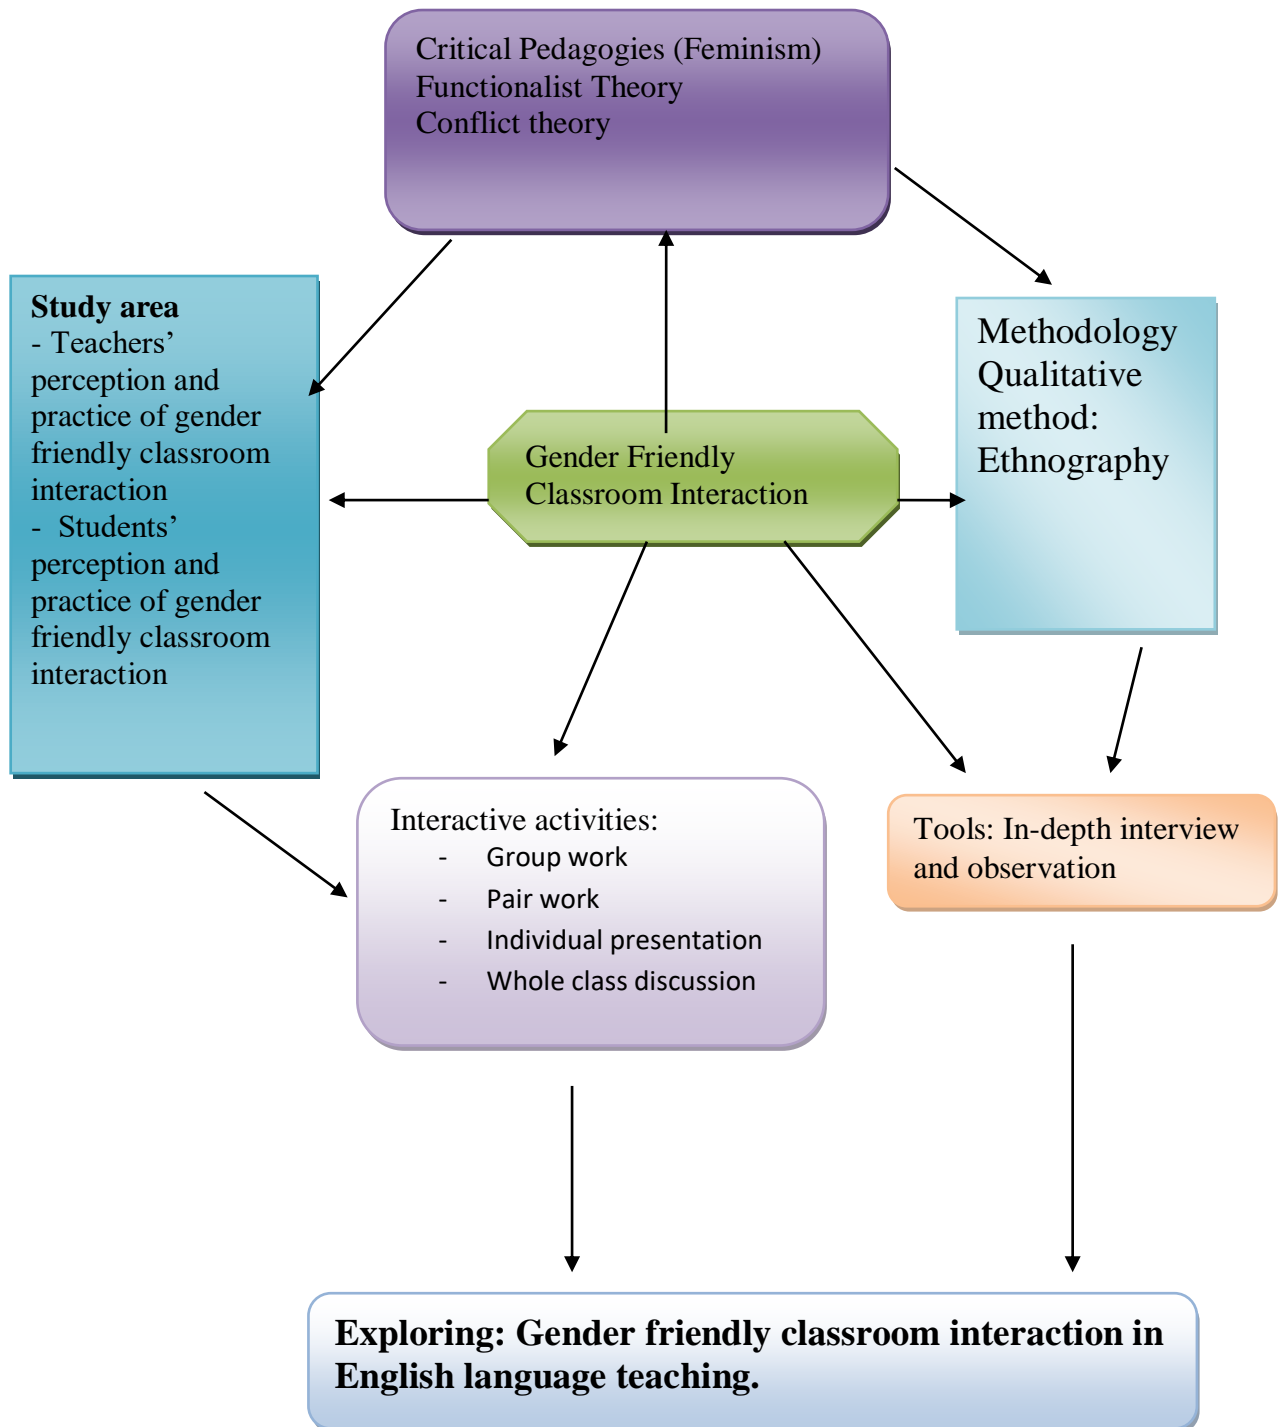 Critical Pedagogies (Feminism)
Functionalist Theory
Conflict theory
Study area
- Teachers’
perception and
practice of gender
friendly classroom
interaction
- Students’
perception and
practice of gender
friendly classroom
interaction
Gender Friendly
Classroom Interaction
Methodology
Qualitative
method:
Ethnography
Interactive activities:
- Group work
- Pair work
- Individual presentation
- Whole class discussion
Tools: In-depth interview
and observation
Exploring: Gender friendly classroom interaction in
English language teaching.